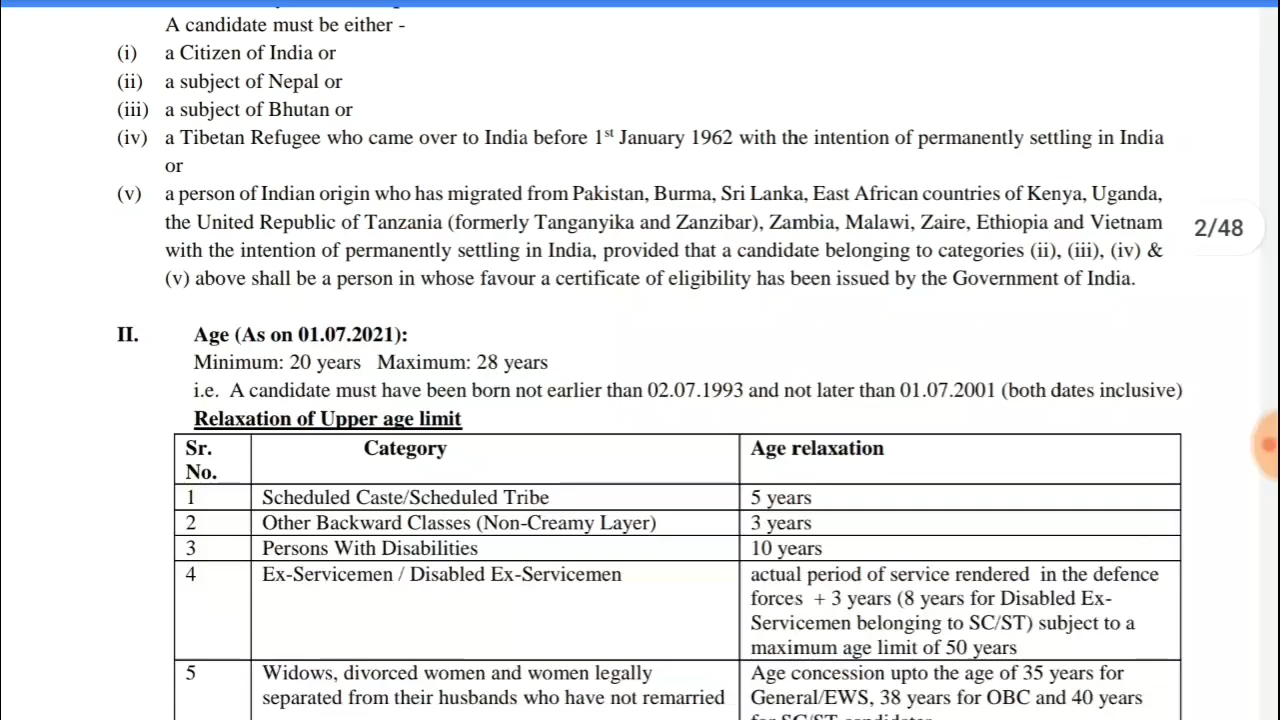 A candidate must be either -
(i) a Citizen of India or
(ii) a subject of Nepal or
(iii) a subject of Bhutan or
(iv) a Tibetan Refugee who came over to India before 1st January 1962 with the intention of permanently settling in India
or
(v) a person of Indian origin who has migrated from Pakistan, Burma, Sri Lanka, East African countries of Kenya, Uganda,
the United Republic of Tanzania (formerly Tanganyika and Zanzibar), Zambia, Malawi, Zaire, Ethiopia and Vietnam
with the intention of permanently settling in India, provided that a candidate belonging to categories (ii), (iii), (iv) &
(v) above shall be a person in whose favour a certificate of eligibility has been issued by the Government of India.
2/48
II. Age (As on 01.07.2021):
Minimum: 20 years Maximum: 28 years
i.e. A candidate must have been born not earlier than 02.07.1993 and not later than 01.07.2001 (both dates inclusive)
Relaxation of Upper age limit
Sr. No. Category Age relaxation
1 Scheduled Caste/Scheduled Tribe 5 years
2 Other Backward Classes (Non-Creamy Layer) 3 years
3 Persons With Disabilities 10 years
4 Ex-Servicemen / Disabled Ex-Servicemen actual period of service rendered in the defence
forces + 3 years (8 years for Disabled Ex-
Servicemen belonging to SC/ST) subject to a
maximum age limit of 50 years
5 Widows, divorced women and women legally
separated from their husbands who have not remarried
Age concession upto the age of 35 years for
General/EWS, 38 years for OBC and 40 years